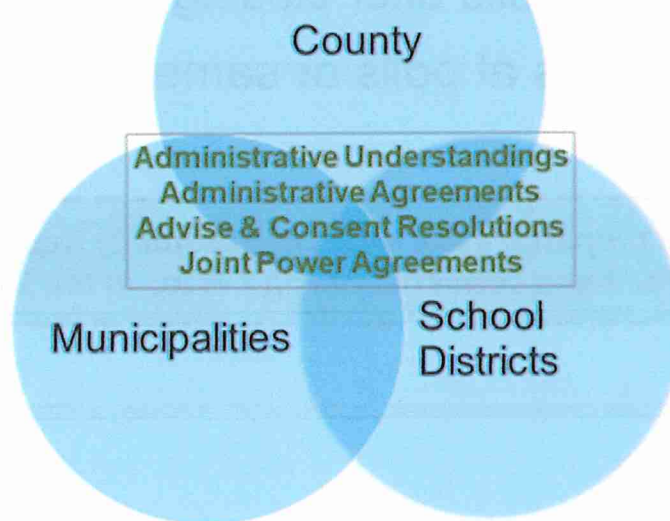 County
Administrative Understandings
Administrative Agreements
Advise & Consent Resolutions
Joint Power Agreements
Municipalities
School
Districts